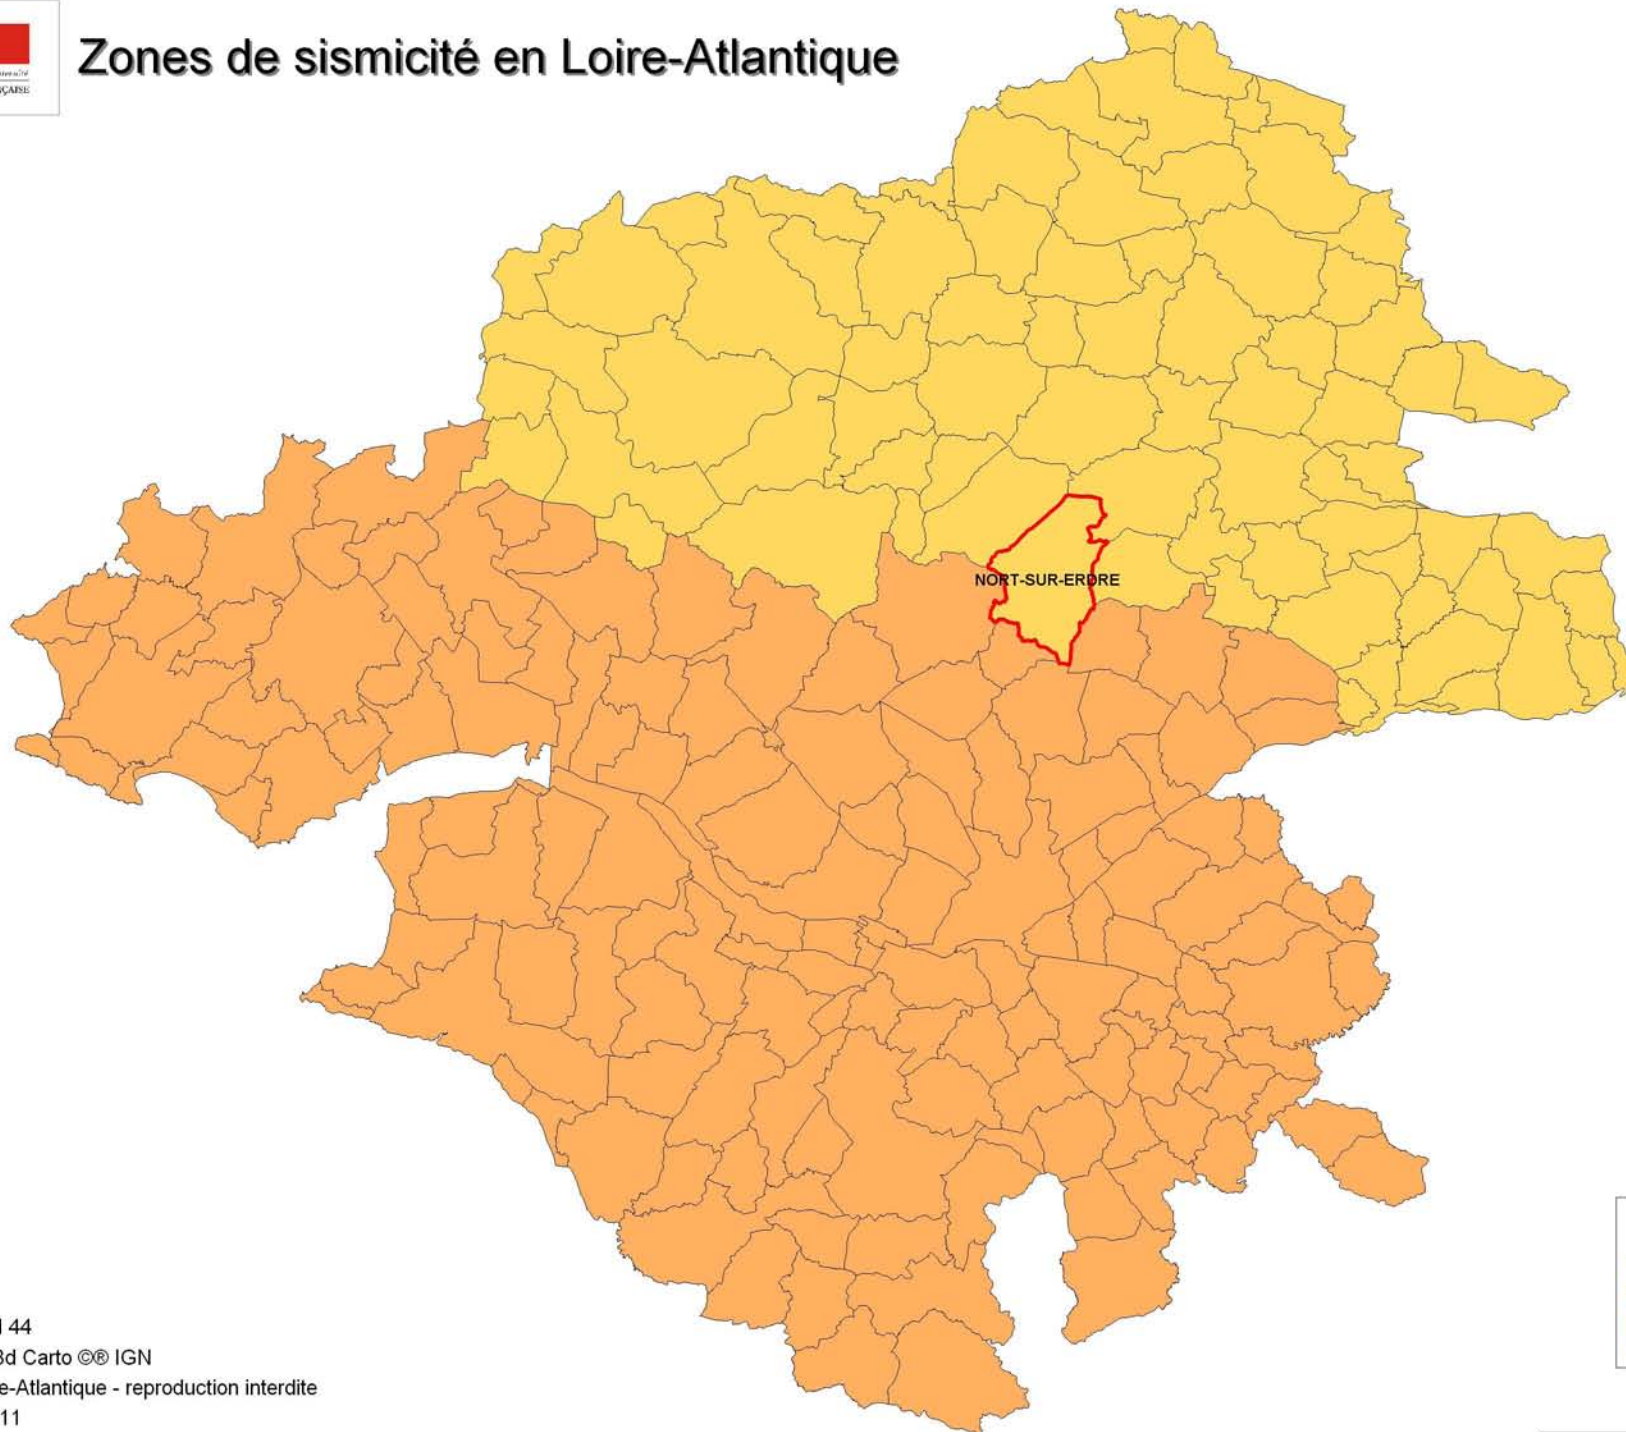 Zones de sismicité en Loire-Atlantique
NORT-SUR-ERDRE
44
3d Carto ©® IGN
e-Atlantique - reproduction interdite
11